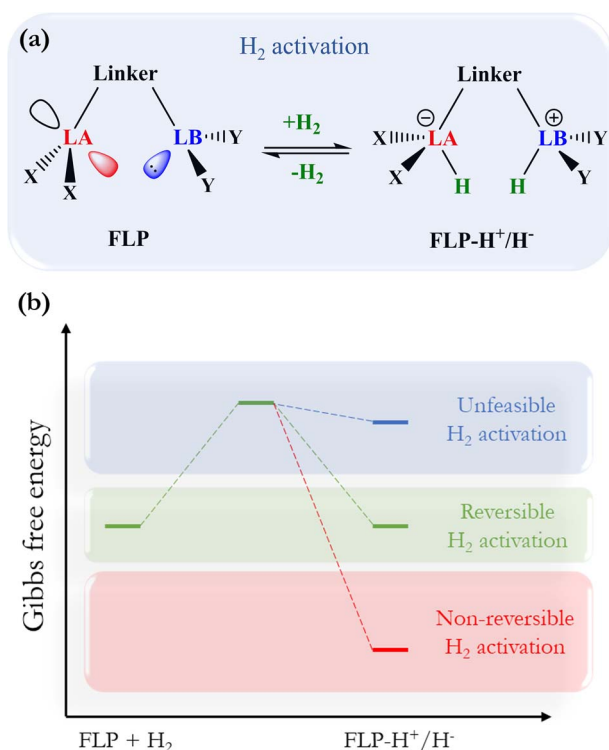 (a)
H₂ activation
Linker
LA
LB
X
X
Y
Y
FLP
+H₂
-H₂
Linker
⊖
⊕
LA
LB
X
X
H
H
Y
Y
FLP-H⁺/H⁻
(b)
Gibbs free energy
Unfeasible
H₂ activation
Reversible
H₂ activation
Non-reversible
H₂ activation
FLP + H₂
FLP-H⁺/H⁻